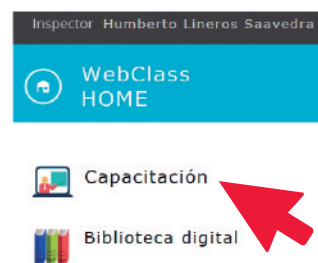 Inspector Humberto Lineros Saavedra
WebClass
HOME
Capacitación
Biblioteca digital